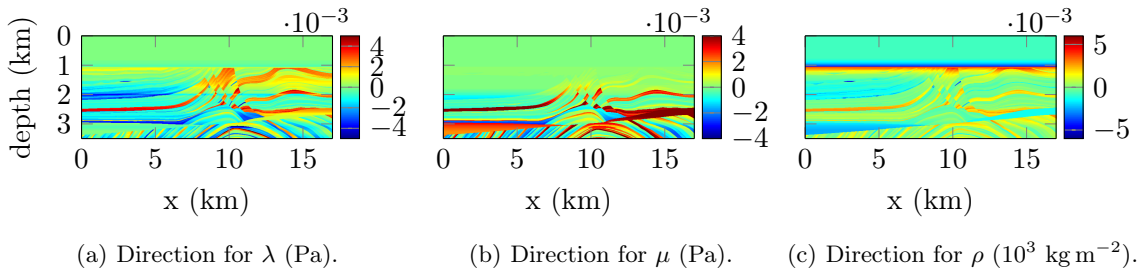 ·10⁻³ ·10⁻³ ·10⁻³
0 4 4 5
1 2 2
2 0 0 0
3 −2 −2
−4 −4 −5
depth (km)
0 5 10 15 0 5 10 15 0 5 10 15
x (km) x (km) x (km)
(a) Direction for λ (Pa). (b) Direction for μ (Pa). (c) Direction for ρ (10³ kg m⁻²).